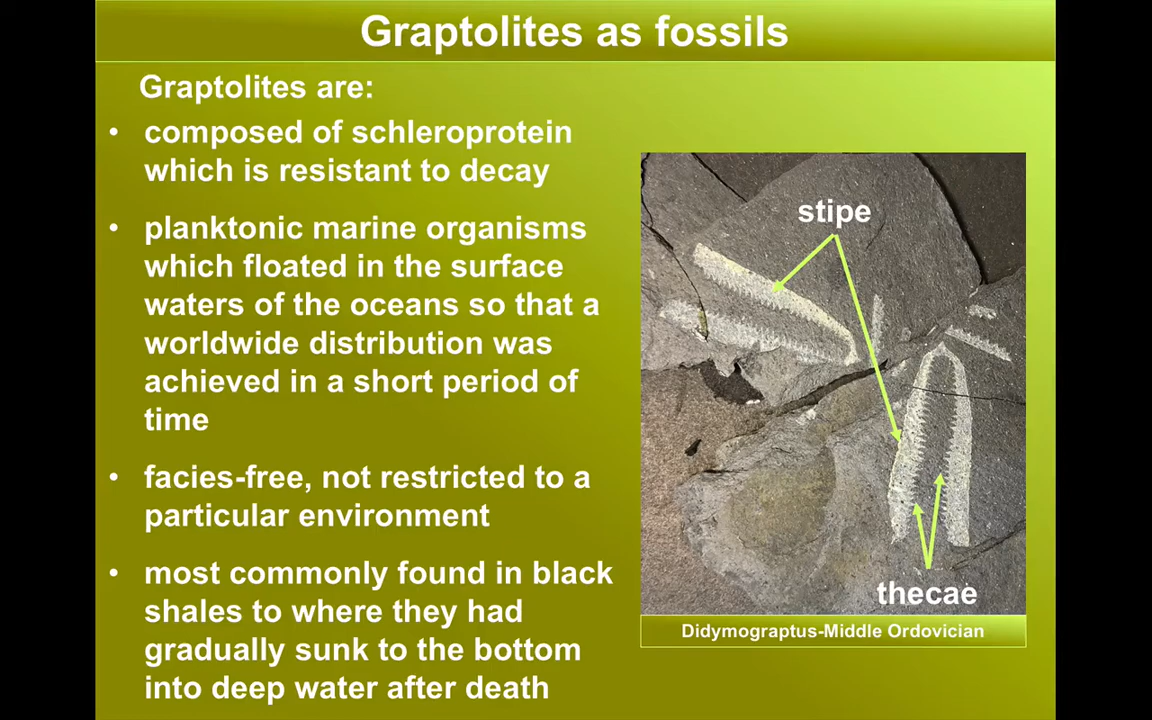 Graptolites as fossils
Graptolites are:
• composed of schleroprotein
which is resistant to decay
• planktonic marine organisms
which floated in the surface
waters of the oceans so that a
worldwide distribution was
achieved in a short period of
time
• facies-free, not restricted to a
particular environment
• most commonly found in black
shales to where they had
gradually sunk to the bottom
into deep water after death
stipe
thecae
Didymograptus-Middle Ordovician